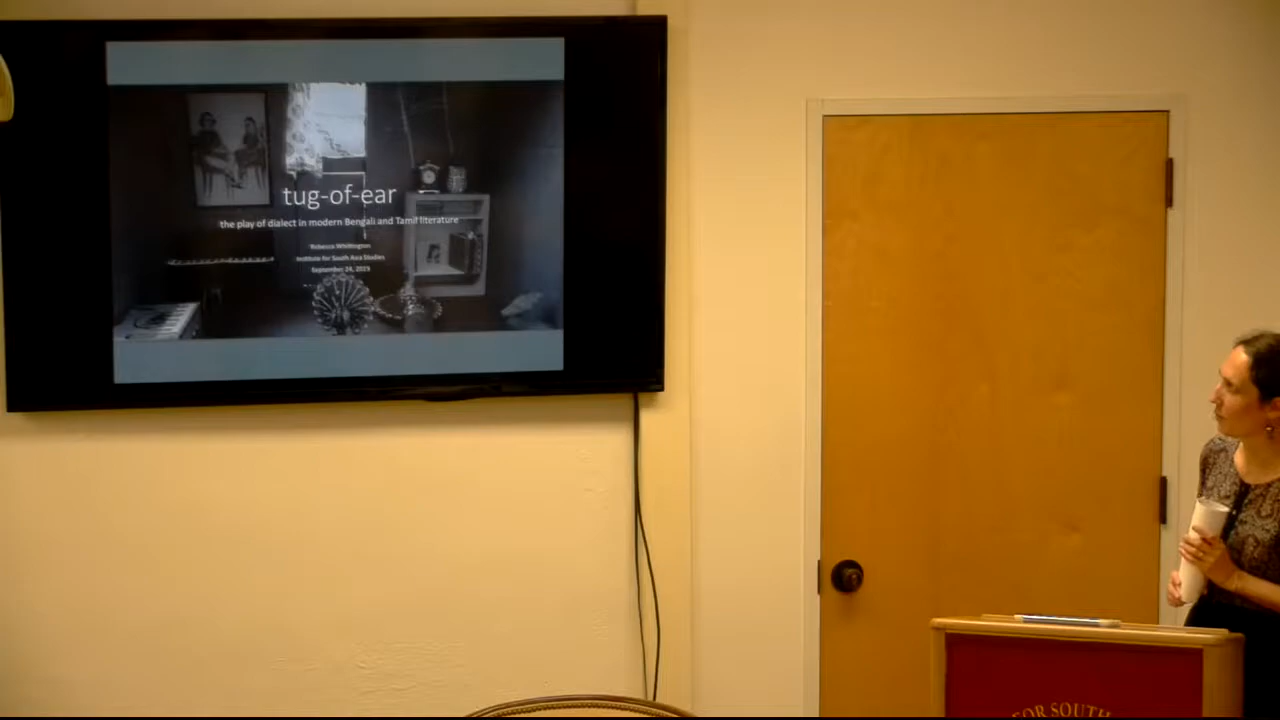 tug-of-ear
the play of dialect in modern Bengali and Tamil literature
Rebecca Whittington
Institute for South Asia Studies
September 24, 2019
FOR SOUTH